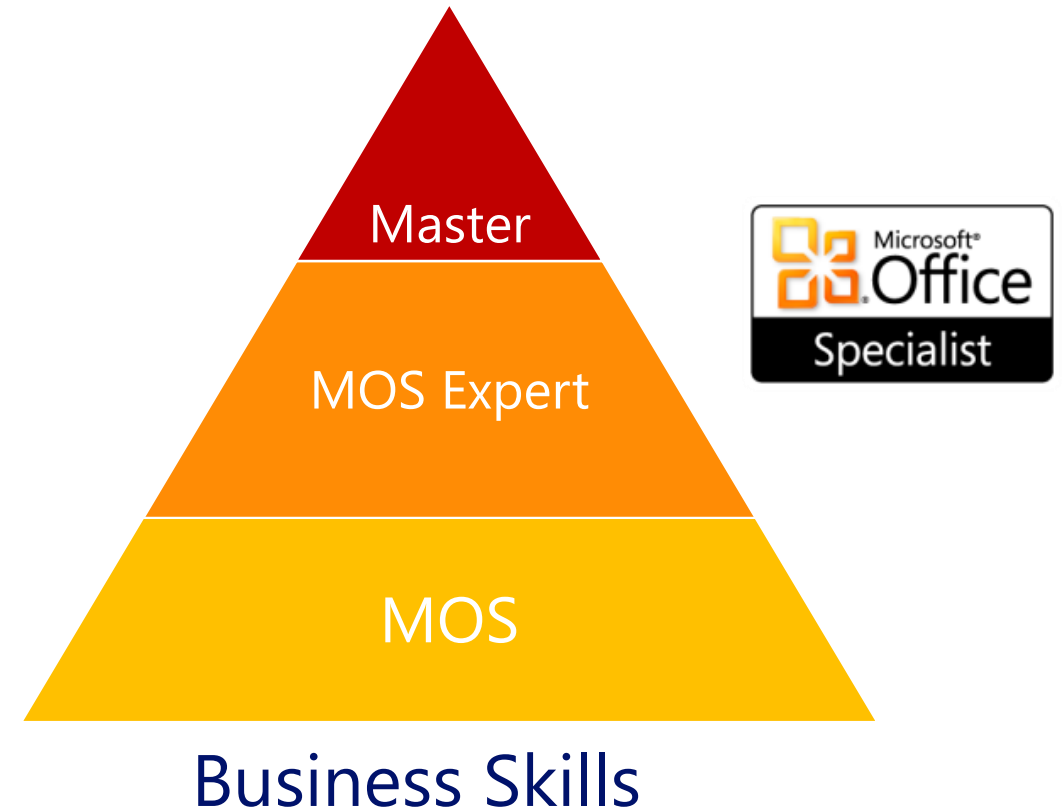 Master
Microsoft®
Office
Specialist
MOS Expert
MOS
Business Skills